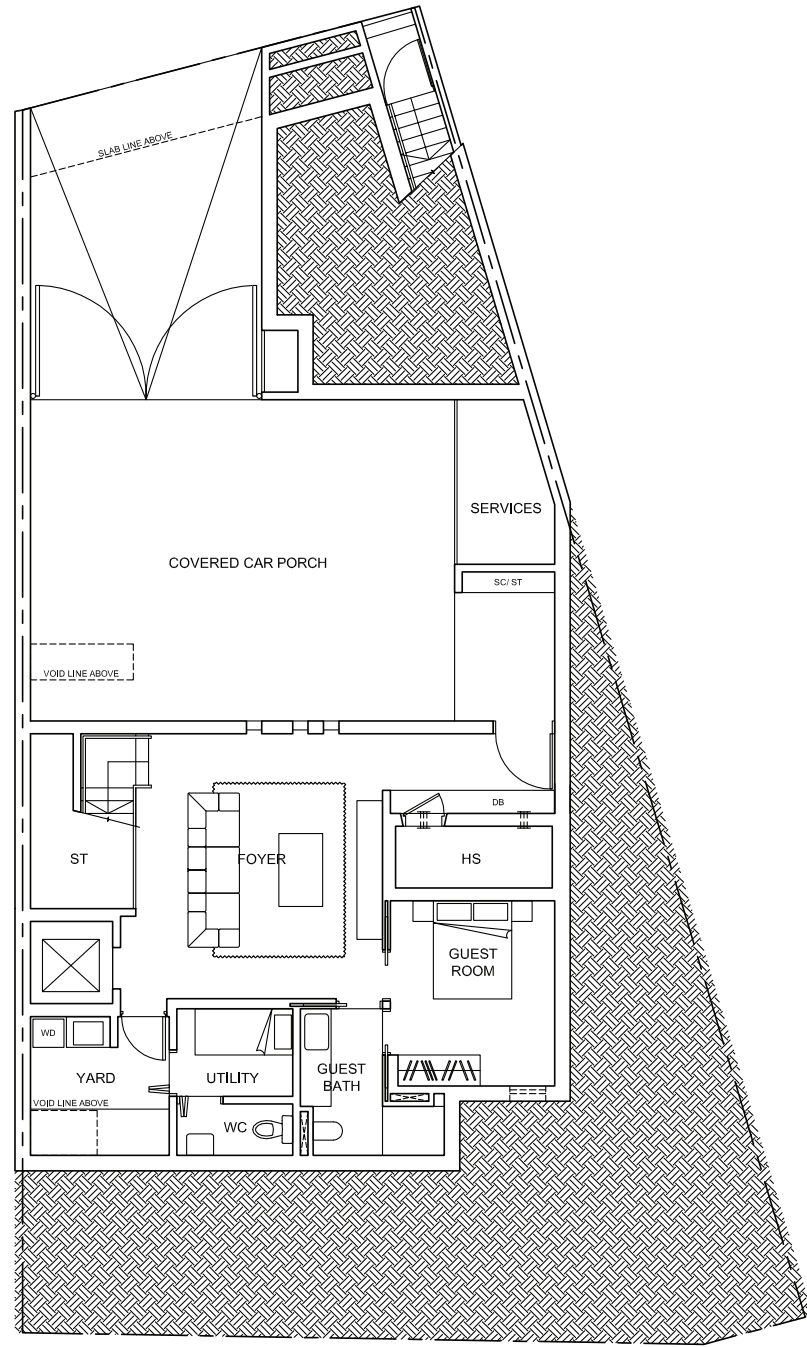 SLAB LINE ABOVE
SERVICES
COVERED CAR PORCH
SC/ ST
VOID LINE ABOVE
DB
ST
FOYER
HS
GUEST
ROOM
WD
YARD
UTILITY
GUEST
BATH
VOID LINE ABOVE
WC